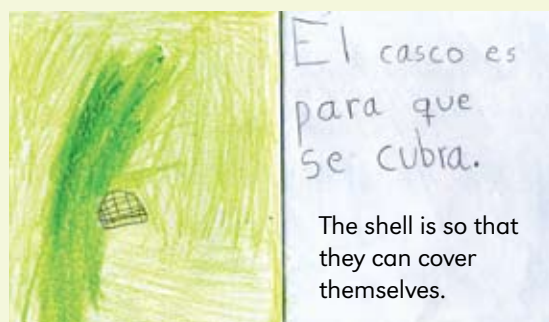 El casco es
para que
se cubra.
The shell is so that
they can cover
themselves.